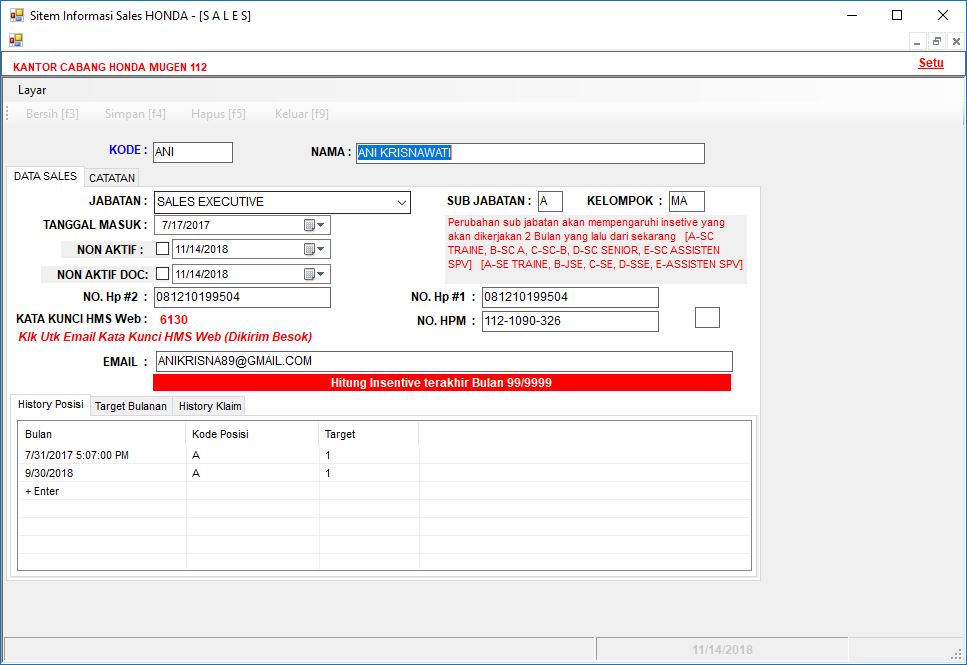 Sitem Informasi Sales HONDA - [S A L E S]
KANTOR CABANG HONDA MUGEN 112
Setu
Layar
Bersih [f3] Simpan [f4] Hapus [f5] Keluar [f9]
KODE : ANI NAMA : ANI KRISNAWATI
DATA SALES CATATAN
JABATAN : SALES EXECUTIVE SUB JABATAN : A KELOMPOK : MA
TANGGAL MASUK : 7/17/2017
Perubahan sub jabatan akan mempengaruhi insetive yang
akan dikerjakan 2 Bulan yang lalu dari sekarang [A-SC
TRAINE, B-SC A, C-SC-B, D-SC SENIOR, E-SC ASSISTEN
SPV] [A-SE TRAINE, B-JSE, C-SE, D-SSE, E-ASSISTEN SPV]
NON AKTIF : 11/14/2018
NON AKTIF DOC: 11/14/2018
NO. Hp #2 : 081210199504 NO. Hp #1 : 081210199504
KATA KUNCI HMS Web : 6130 NO. HPM : 112-1090-326
Klk Utk Email Kata Kunci HMS Web (Dikirim Besok)
EMAIL : ANIKRISNA89@GMAIL.COM
Hitung Insentive terakhir Bulan 99/9999
History Posisi Target Bulanan History Klaim
Bulan Kode Posisi Target
7/31/2017 5:07:00 PM A 1
9/30/2018 A 1
+ Enter
11/14/2018